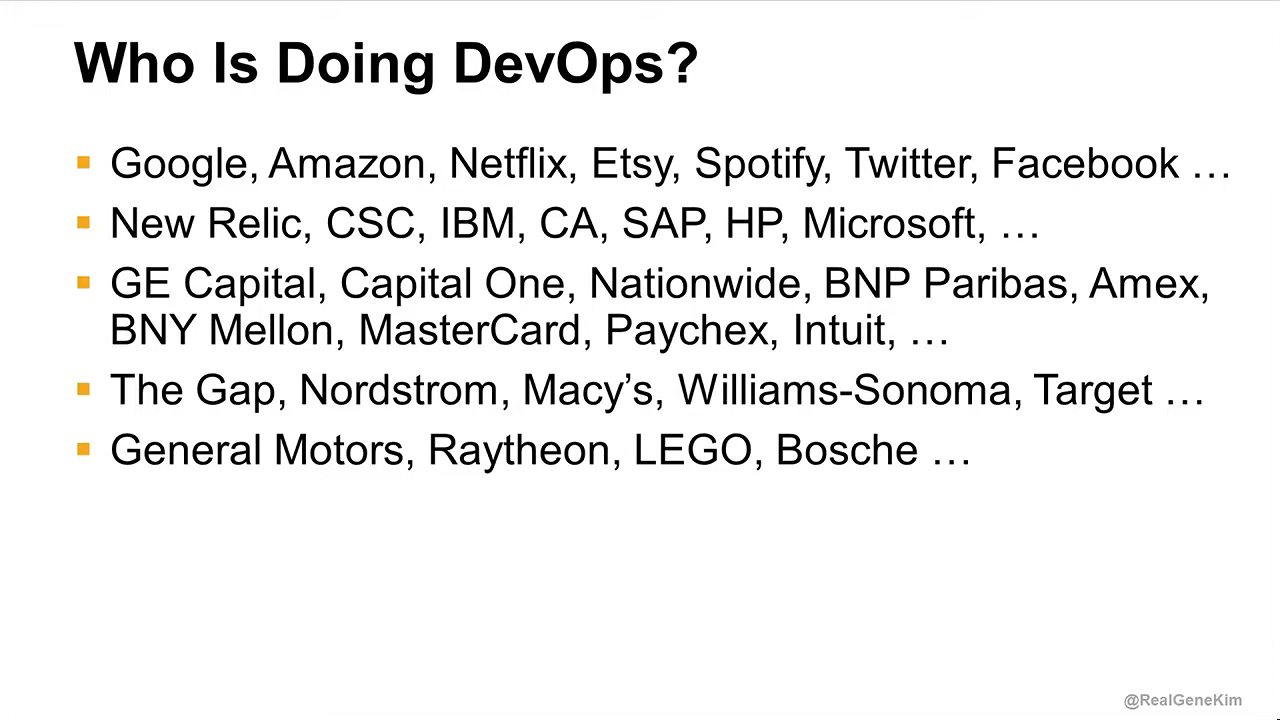 Who Is Doing DevOps?
▪ Google, Amazon, Netflix, Etsy, Spotify, Twitter, Facebook …
▪ New Relic, CSC, IBM, CA, SAP, HP, Microsoft, …
▪ GE Capital, Capital One, Nationwide, BNP Paribas, Amex,
BNY Mellon, MasterCard, Paychex, Intuit, …
▪ The Gap, Nordstrom, Macy’s, Williams-Sonoma, Target …
▪ General Motors, Raytheon, LEGO, Bosche …
@RealGeneKim